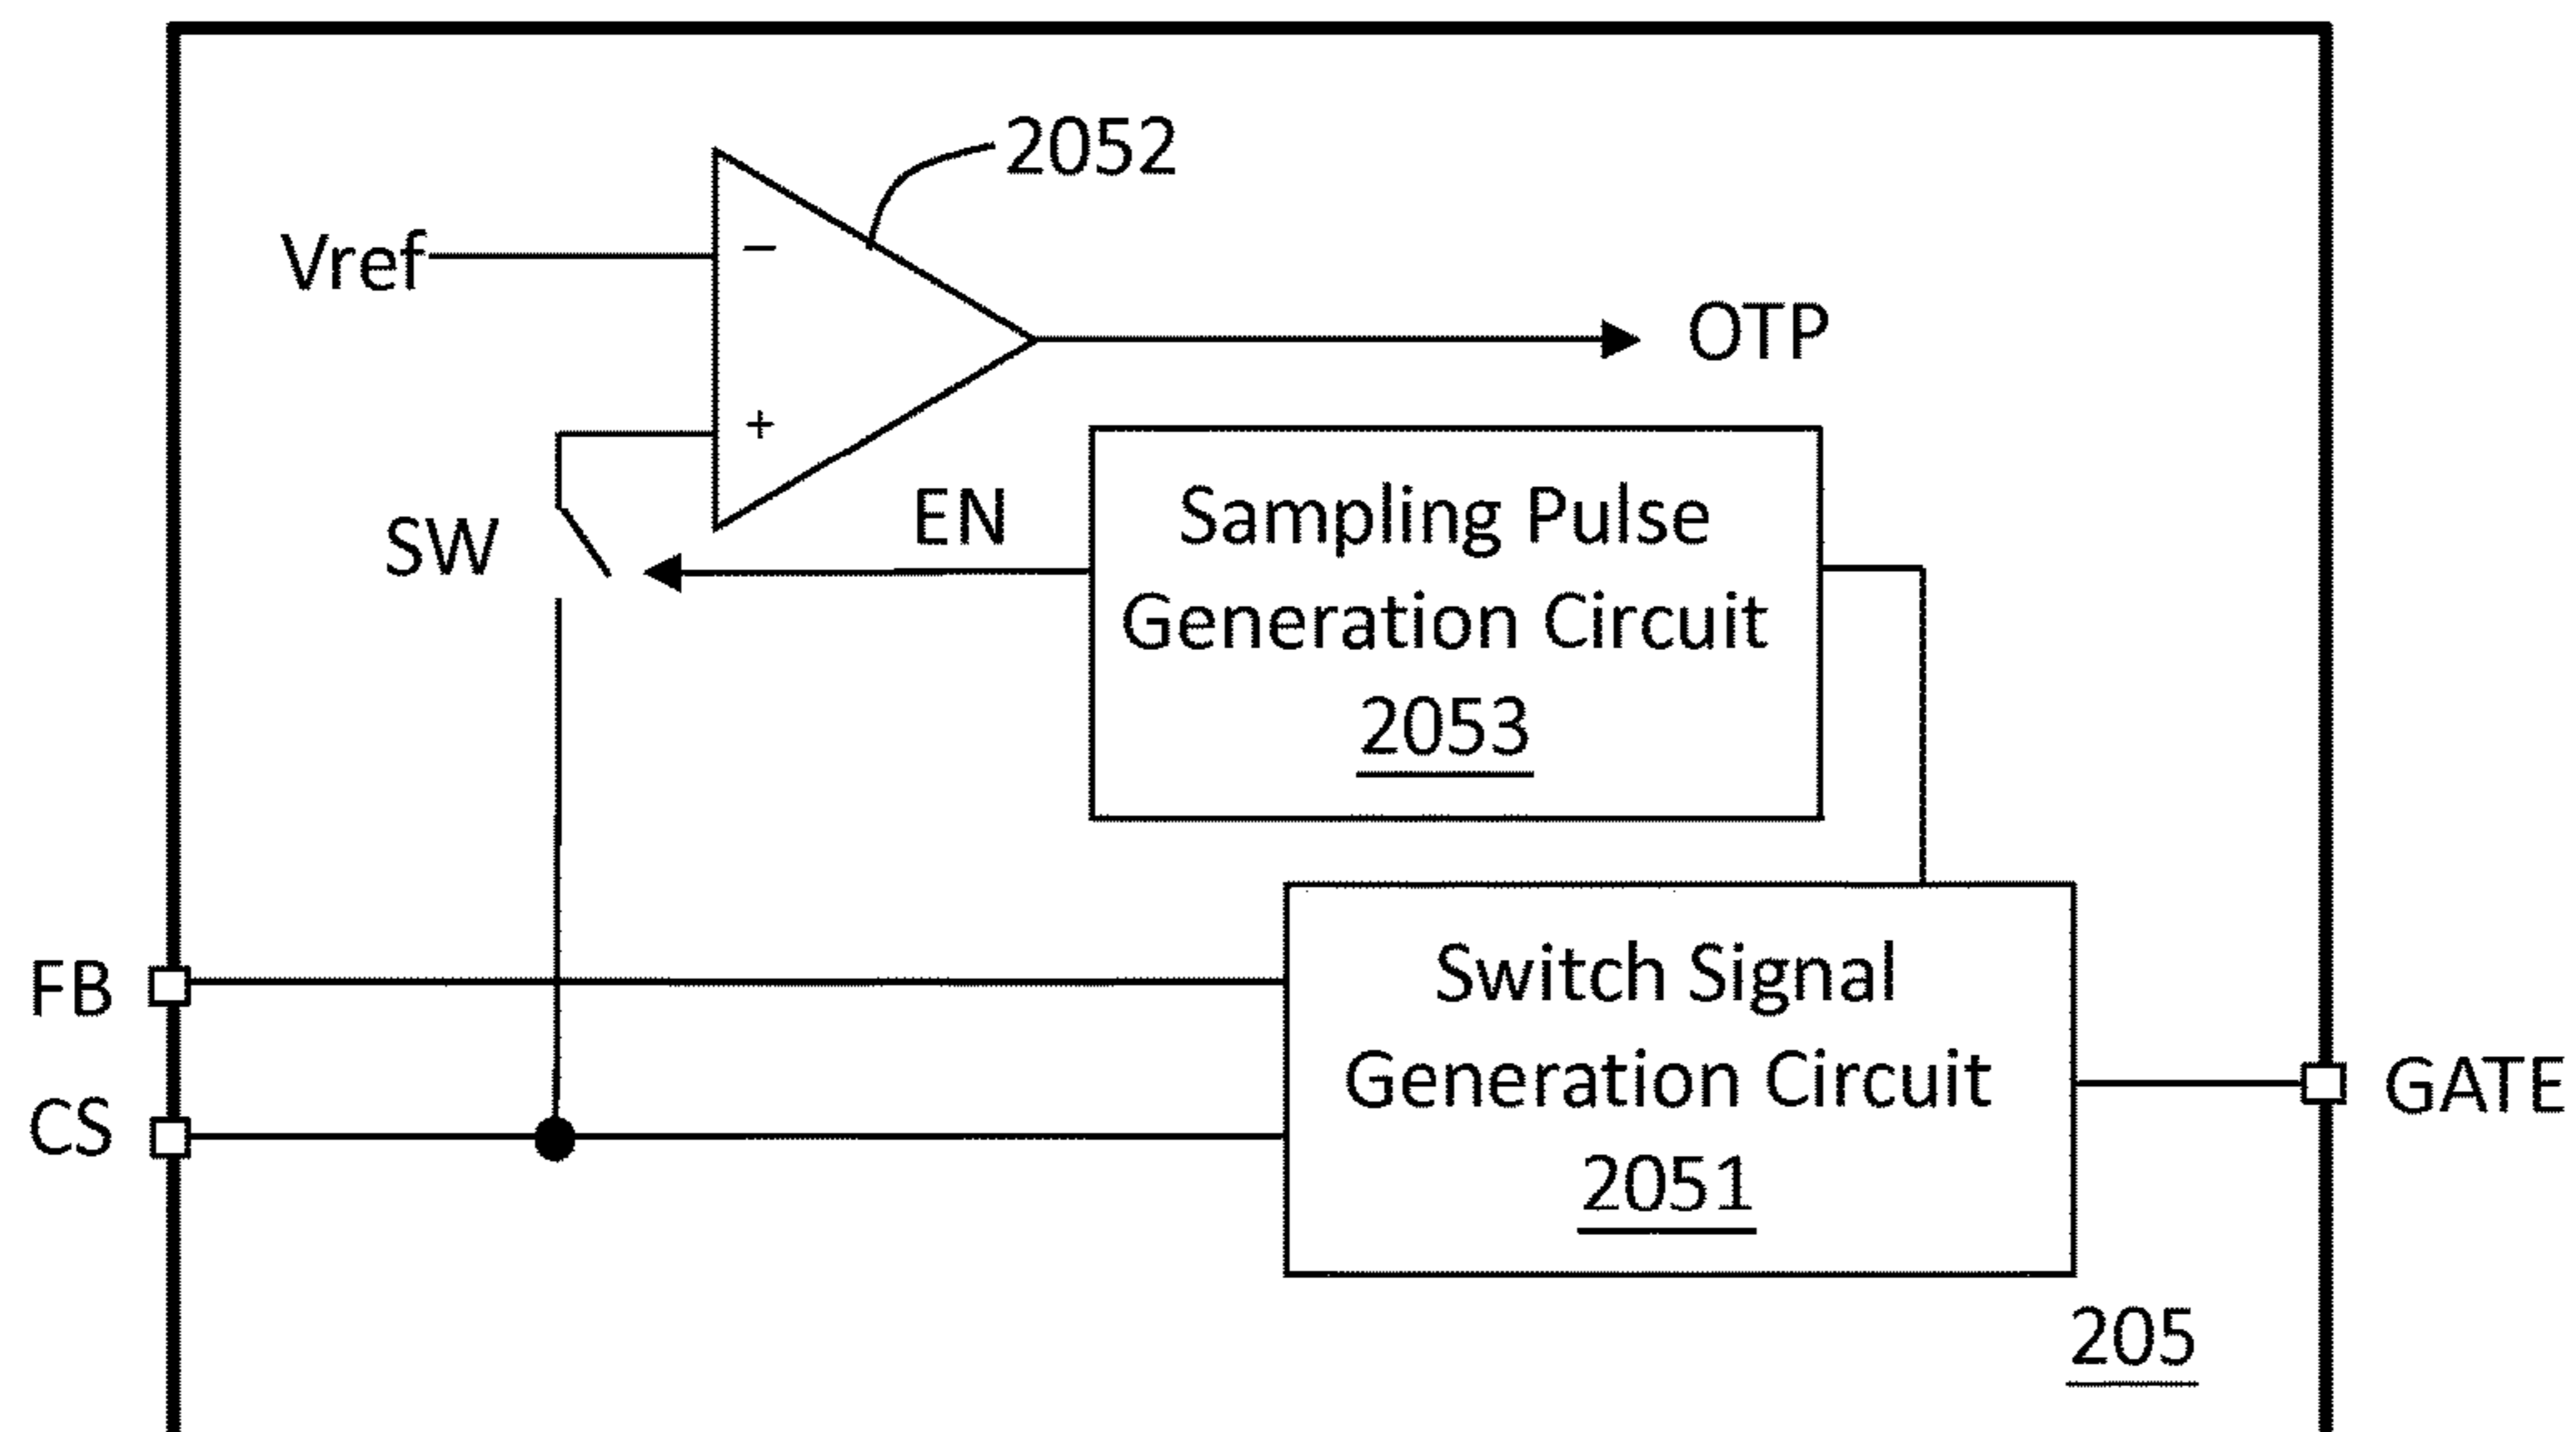 2052
Vref
−
OTP
+
SW
EN
Sampling Pulse
Generation Circuit
2053
FB
CS
Switch Signal
Generation Circuit
2051
GATE
205